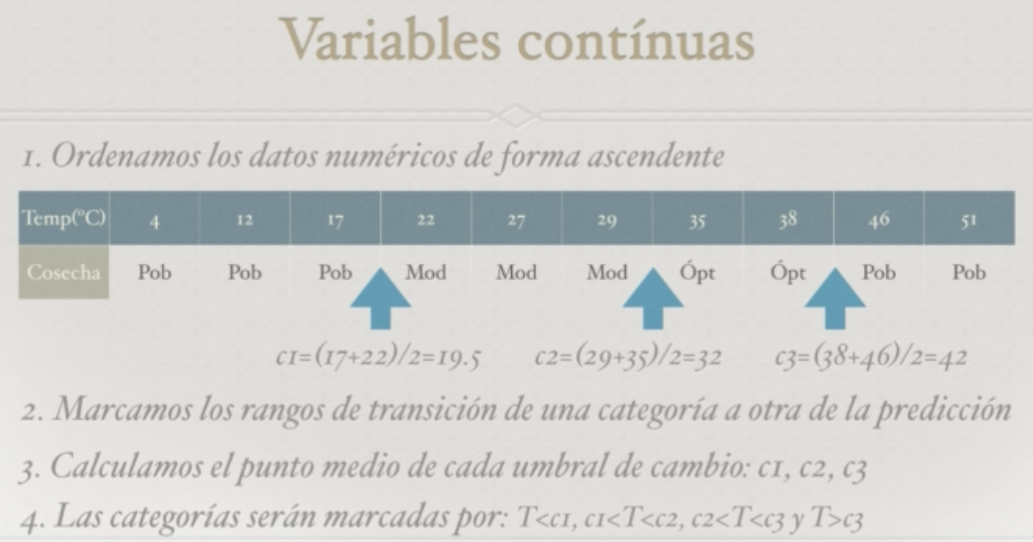 Variables contínuas
1. Ordenamos los datos numéricos de forma ascendente
Temp(°C) 4 12 17 22 27 29 35 38 46 51
Cosecha Pob Pob Pob Mod Mod Mod Ópt Ópt Pob Pob
c1=(17+22)/2=19.5 c2=(29+35)/2=32 c3=(38+46)/2=42
2. Marcamos los rangos de transición de una categoría a otra de la predicción
3. Calculamos el punto medio de cada umbral de cambio: c1, c2, c3
4. Las categorías serán marcadas por: T<c1, c1<T<c2, c2<T<c3 y T>c3